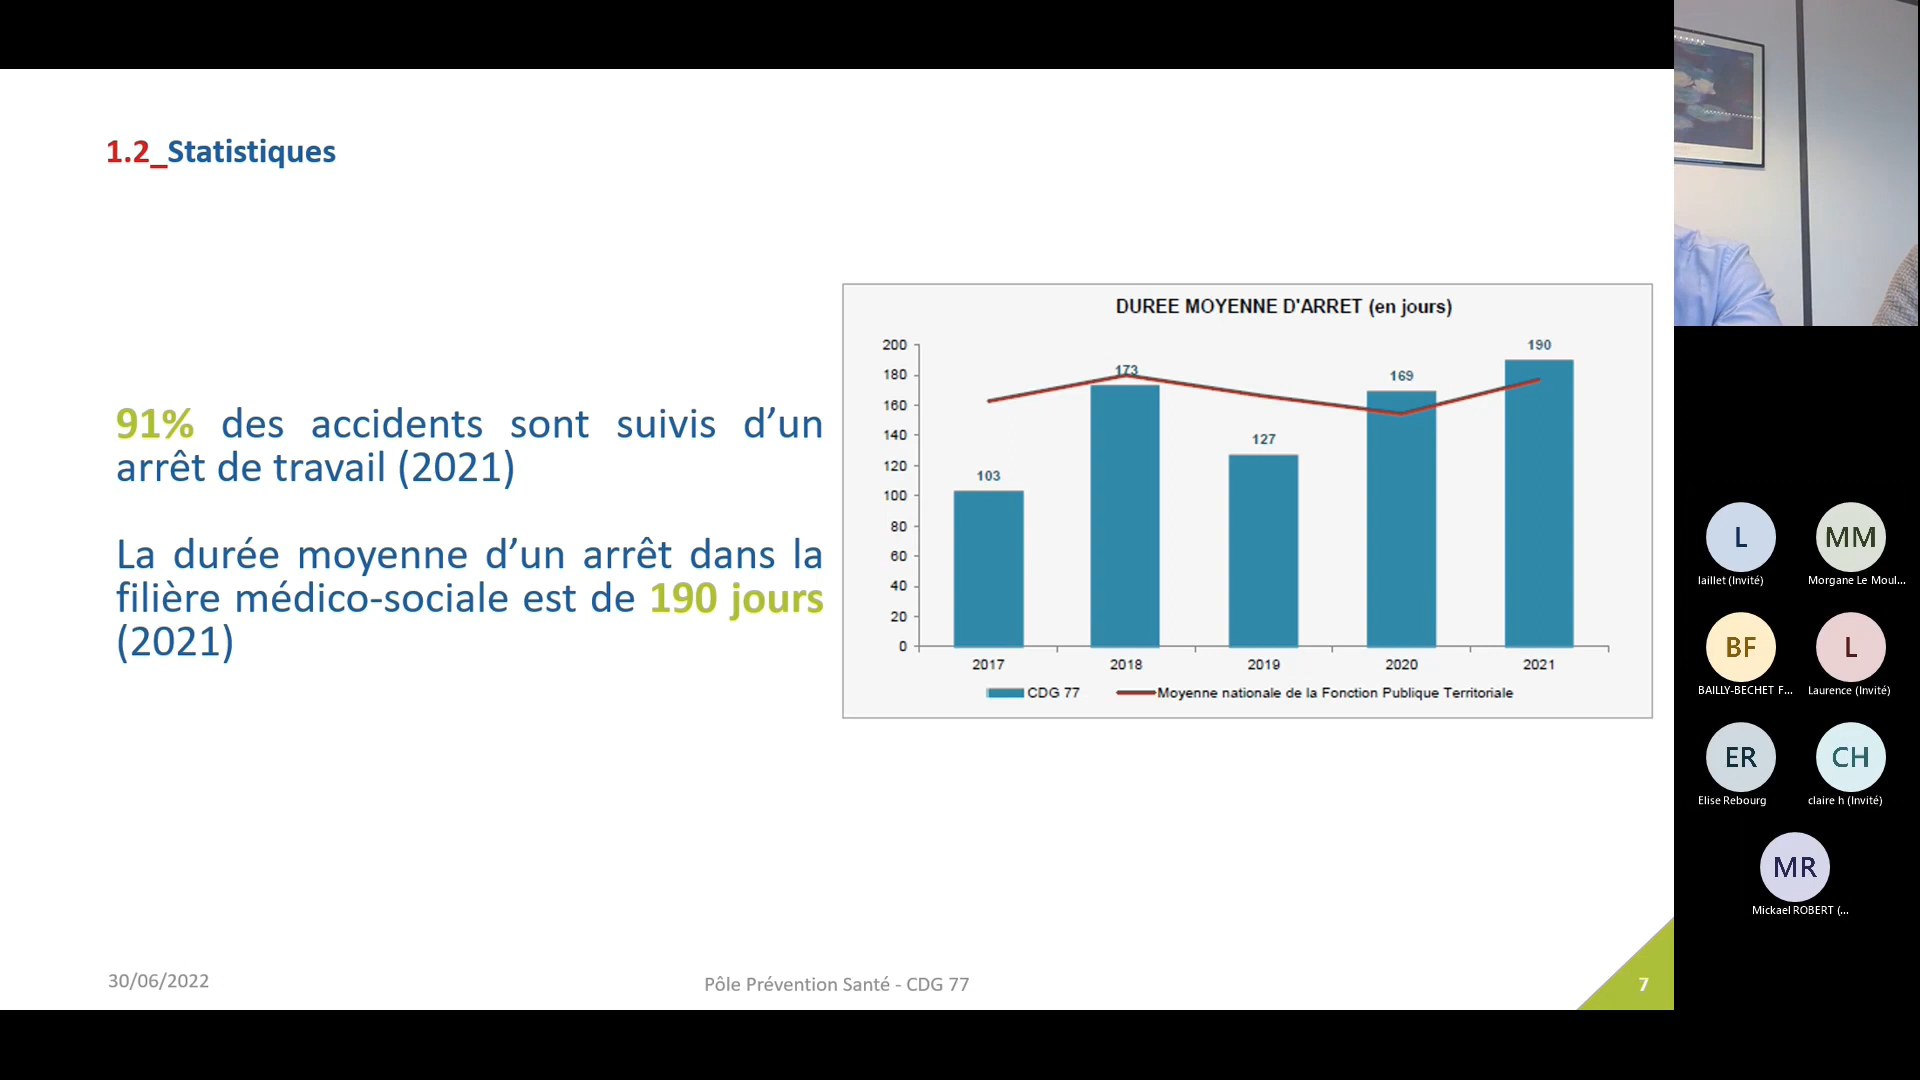 1.2_Statistiques
91% des accidents sont suivis d’un
arrêt de travail (2021)
La durée moyenne d’un arrêt dans la
filière médico-sociale est de 190 jours
(2021)
DUREE MOYENNE D'ARRET (en jours)
200
180
160
140
120
100
80
60
40
20
0
103
173
127
169
190
2017 2018 2019 2020 2021
CDG 77 Moyenne nationale de la Fonction Publique Territoriale
30/06/2022
Pôle Prévention Santé - CDG 77
7
L MM
laillet (Invité) Morgane Le Moul...
BF L
BAILLY-BECHET F... Laurence (Invité)
ER CH
Elise Rebourg claire h (Invité)
MR
Mickael ROBERT (...